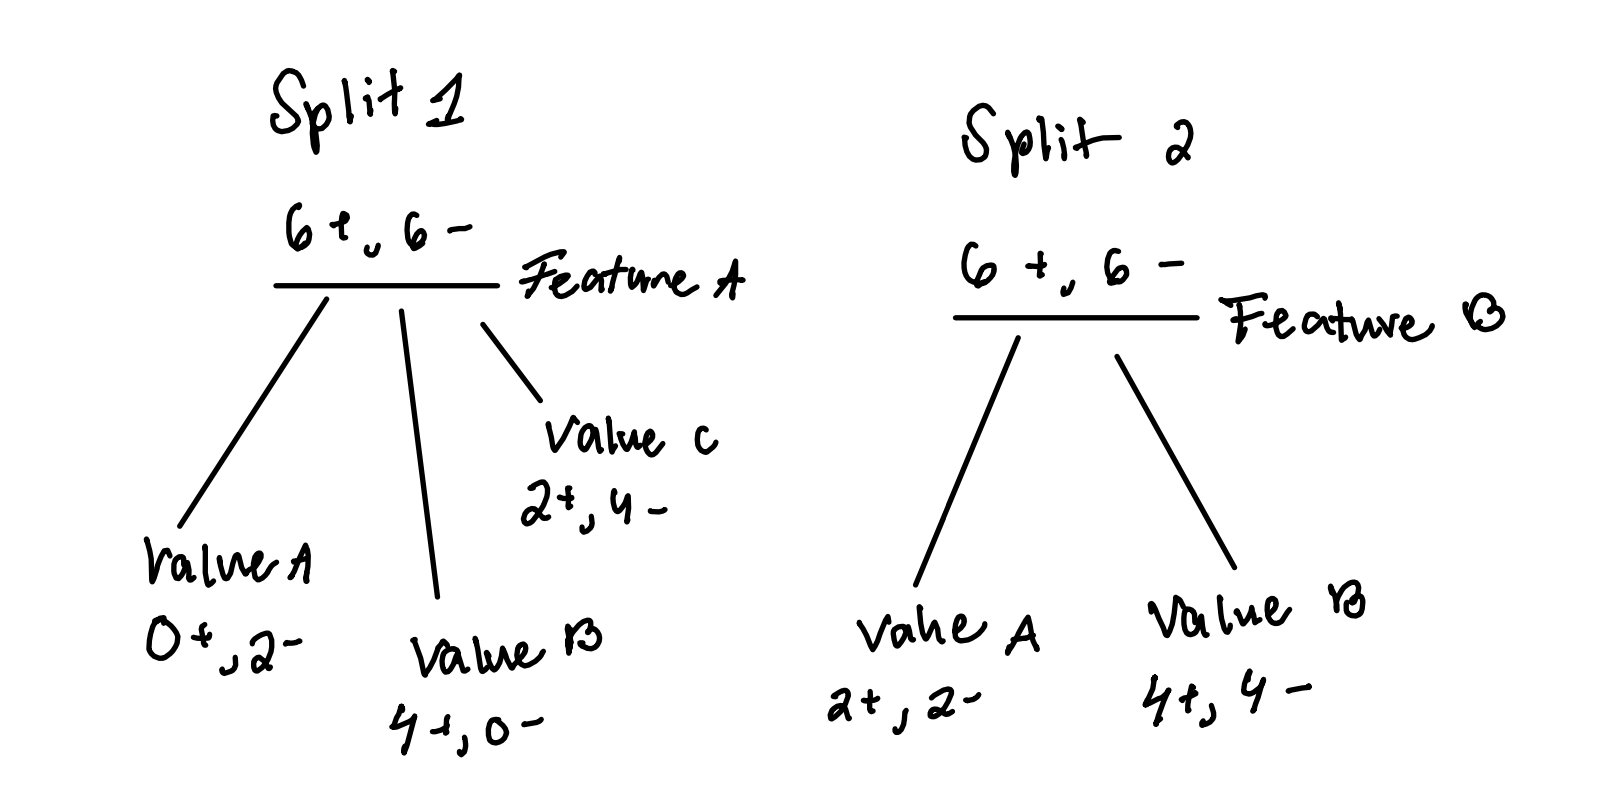 Split 1
6+, 6-
Feature A
Value C
2+, 4-
Value A
0+, 2-
Value B
4+, 0-
Split 2
6+, 6-
Feature B
Value A
2+, 2-
Value B
4+, 4-